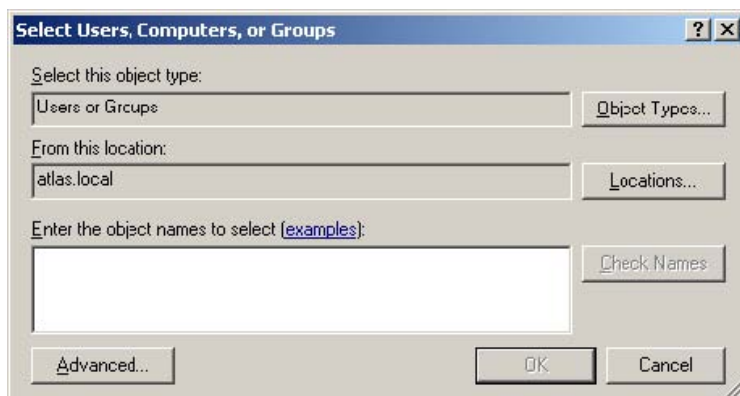 Select Users, Computers, or Groups
Select this object type:
Users or Groups
Object Types...
From this location:
atlas.local
Locations...
Enter the object names to select (examples):
Check Names
Advanced...
OK
Cancel